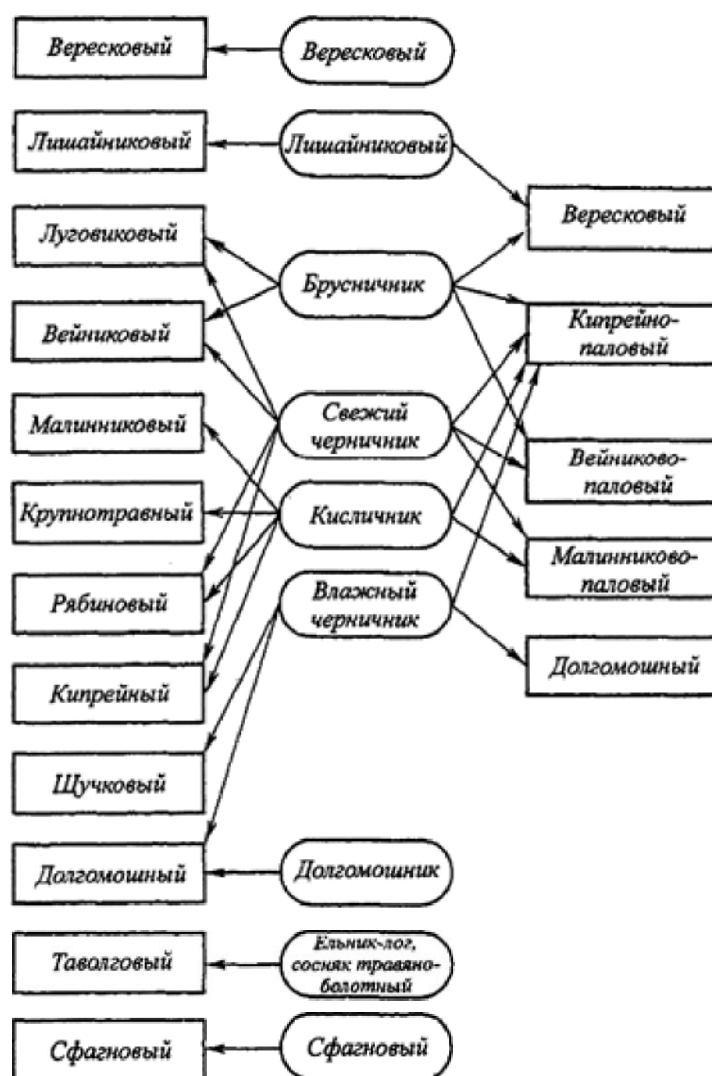 Вересковый
Вересковый
Лишайниковый
Лишайниковый
Вересковый
Луговиковый
Брусничник
Вейниковый
Кипрейно-
паловый
Малинниковый
Свежий
черничник
Вейниково-
паловый
Крупнотравный
Кисличник
Малинниково-
паловый
Рябиновый
Влажный
черничник
Долгомошный
Кипрейный
Щучковый
Долгомошный
Долгомошник
Таволговый
Ельник-лог,
сосняк травяно-
болотный
Сфагновый
Сфагновый